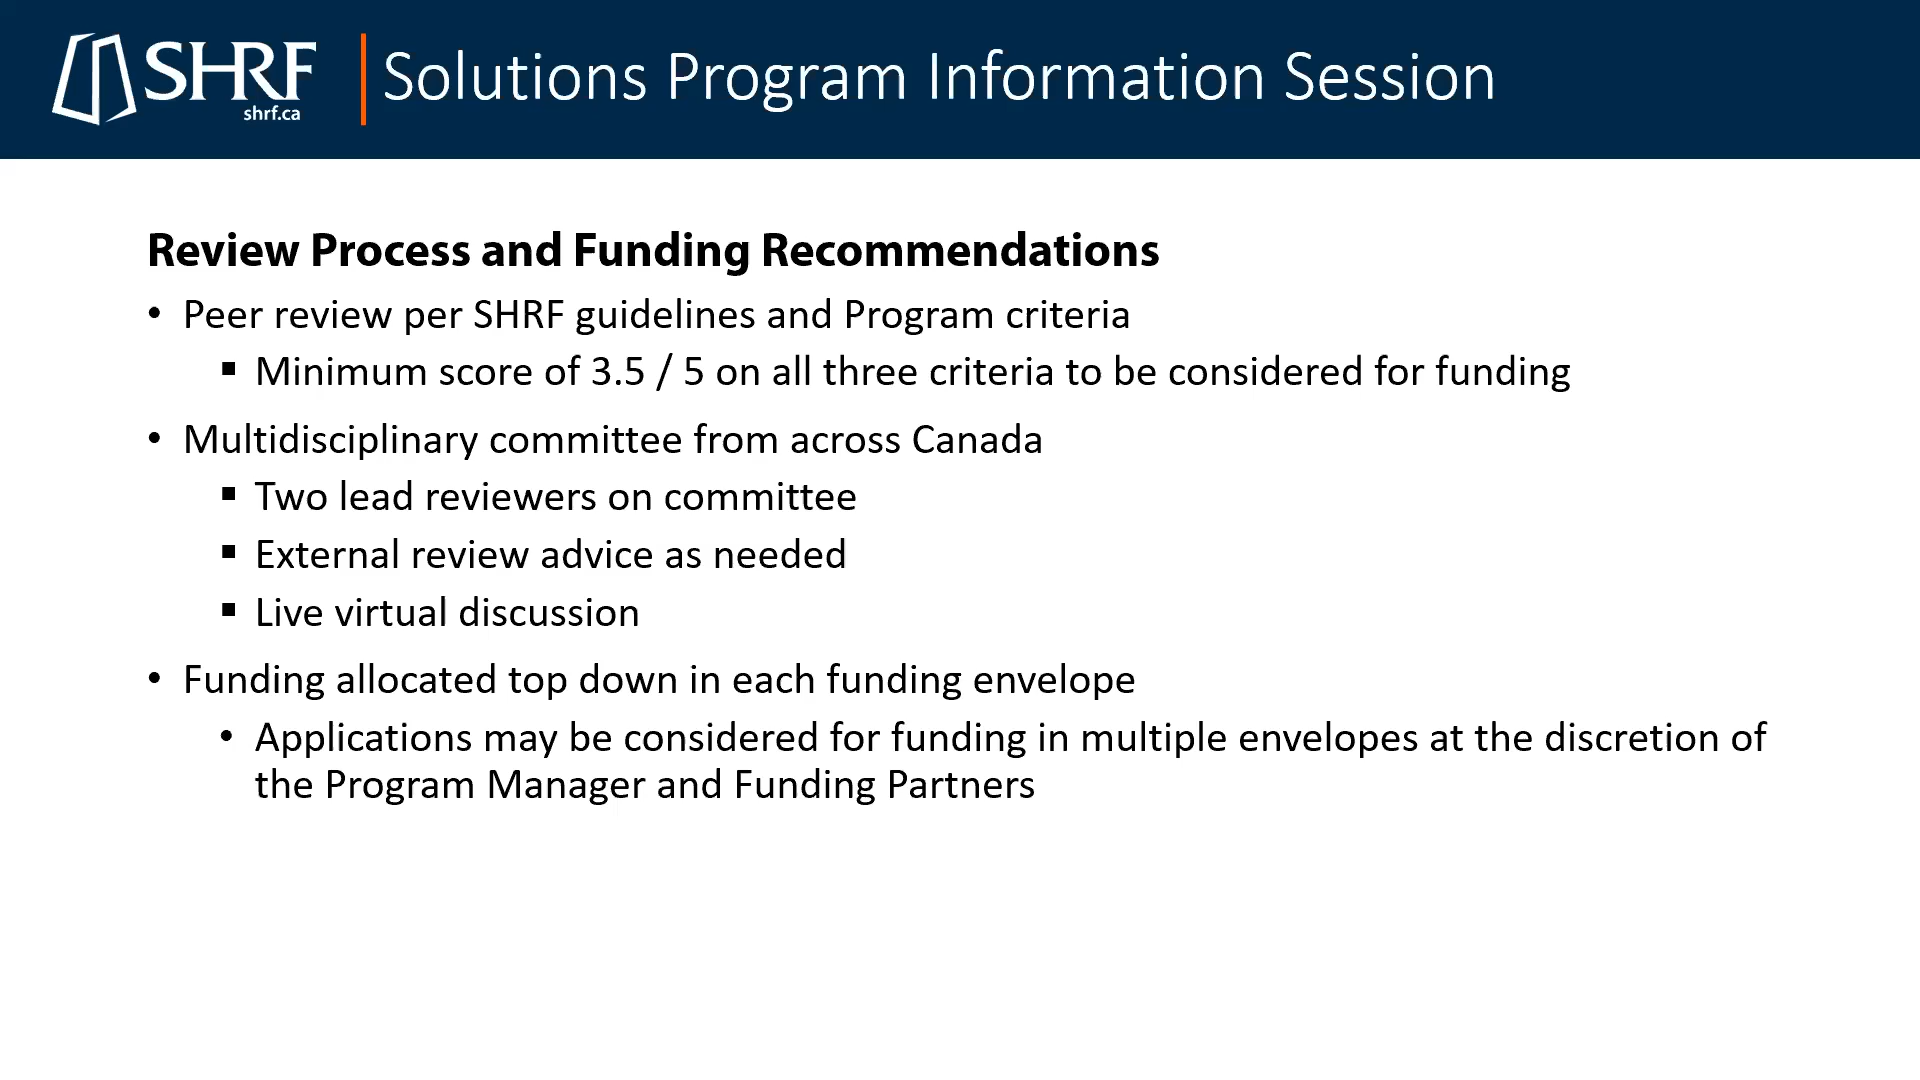 SHRF
shrf.ca
Solutions Program Information Session
Review Process and Funding Recommendations
• Peer review per SHRF guidelines and Program criteria
▪ Minimum score of 3.5 / 5 on all three criteria to be considered for funding
• Multidisciplinary committee from across Canada
▪ Two lead reviewers on committee
▪ External review advice as needed
▪ Live virtual discussion
• Funding allocated top down in each funding envelope
• Applications may be considered for funding in multiple envelopes at the discretion of
the Program Manager and Funding Partners